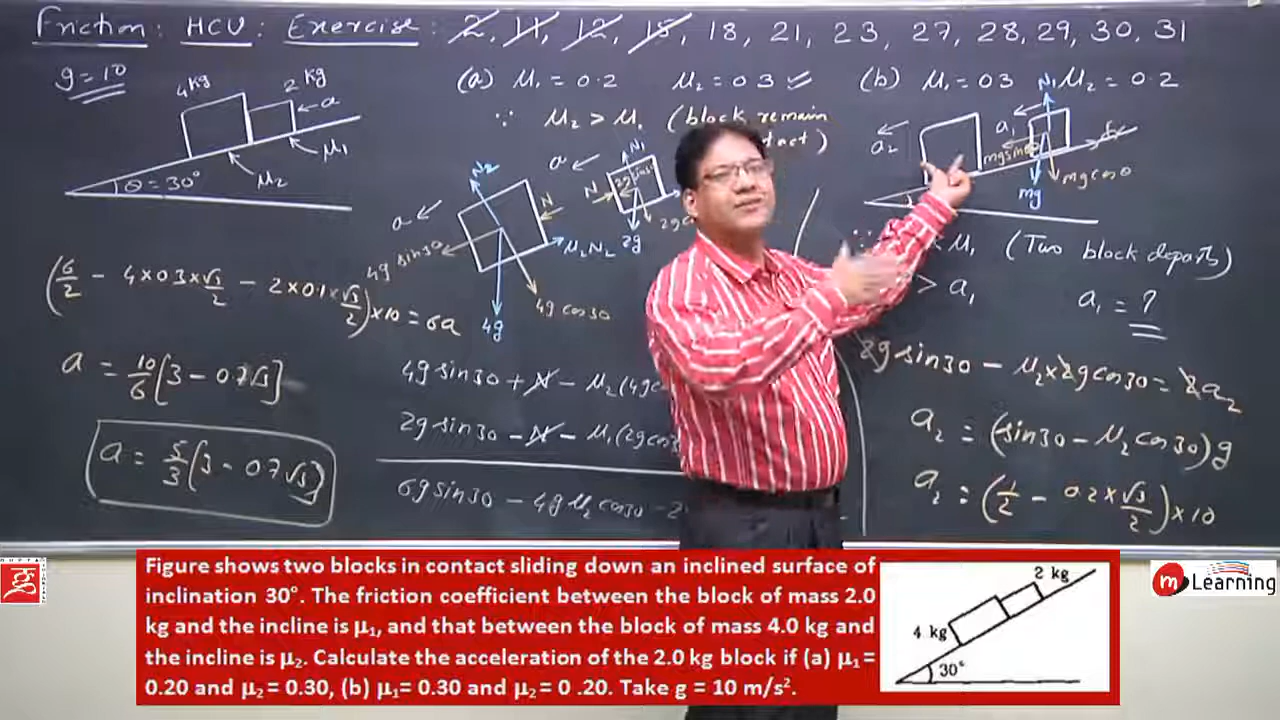 Friction : HCV : Exercise : 2, 11, 12, 15, 18, 21, 23, 27, 28, 29, 30, 31
g = 10
4 kg
2 kg
a
μ₁
μ₂
θ = 30°
(a) μ₁ = 0.2 μ₂ = 0.3 ✓
∵ μ₂ > μ₁ (block remain
tact)
N₂
a
N
μ₂N₂
4g sin30
4g cos30
4g
a
N₁
N
2g
(b) μ₁ = 0.3 μ₂ = 0.2
N₁
a₂
a₁
mg sin
mg cosθ
mg
∵ < μ₁ (Two block departs)
> a₁ a₁ = ?
(6/2 - 4×0.3×√3/2 - 2×0.1×√3/2)×10 = 6a
a = 10/6 [3 - 0.7√3]
a = 5/3 (3 - 0.7√3)
4g sin30 + N - μ₂(4g
2g sin30 - N - μ₁(2g cos
6g sin30 - 4g μ₂ cos30 - 2
2g sin30 - μ₂×2g cos30 = 2a₂
a₂ = (sin30 - μ₂ cos30)g
a₂ = (1/2 - 0.2×√3/2)×10
Figure shows two blocks in contact sliding down an inclined surface of
inclination 30°. The friction coefficient between the block of mass 2.0
kg and the incline is μ₁, and that between the block of mass 4.0 kg and
the incline is μ₂. Calculate the acceleration of the 2.0 kg block if (a) μ₁ =
0.20 and μ₂ = 0.30, (b) μ₁= 0.30 and μ₂ = 0 .20. Take g = 10 m/s².
2 kg
4 kg
30°
m Learning